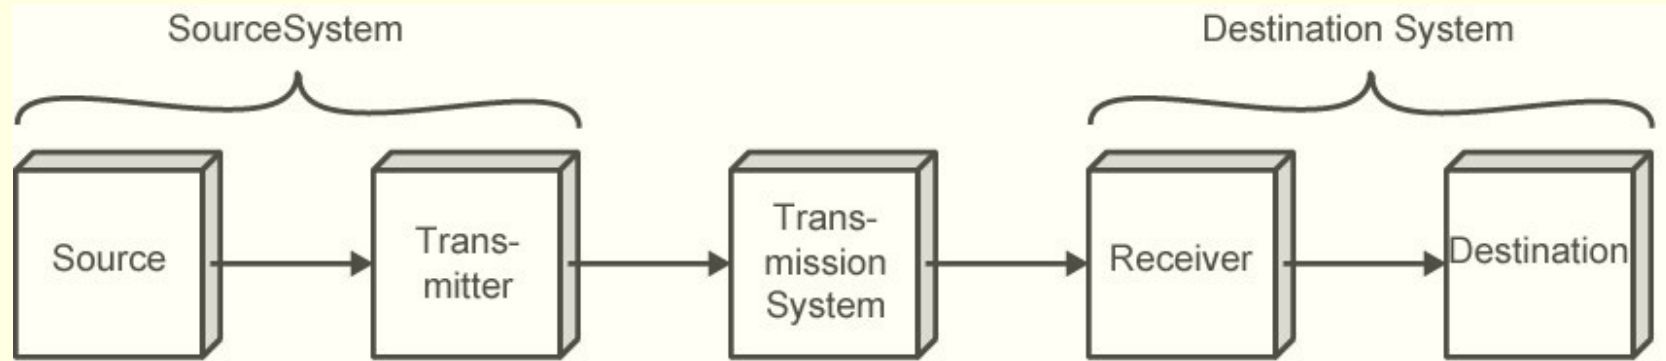 SourceSystem
Destination System
Source
Trans-
mitter
Trans-
mission
System
Receiver
Destination